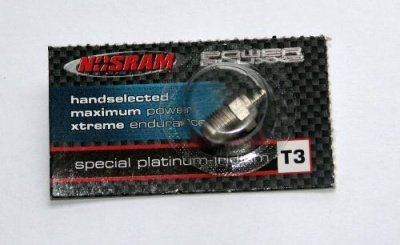 NOSRAM POWER
handselected
maximum power
xtreme endurance
special platinum-iridium T3